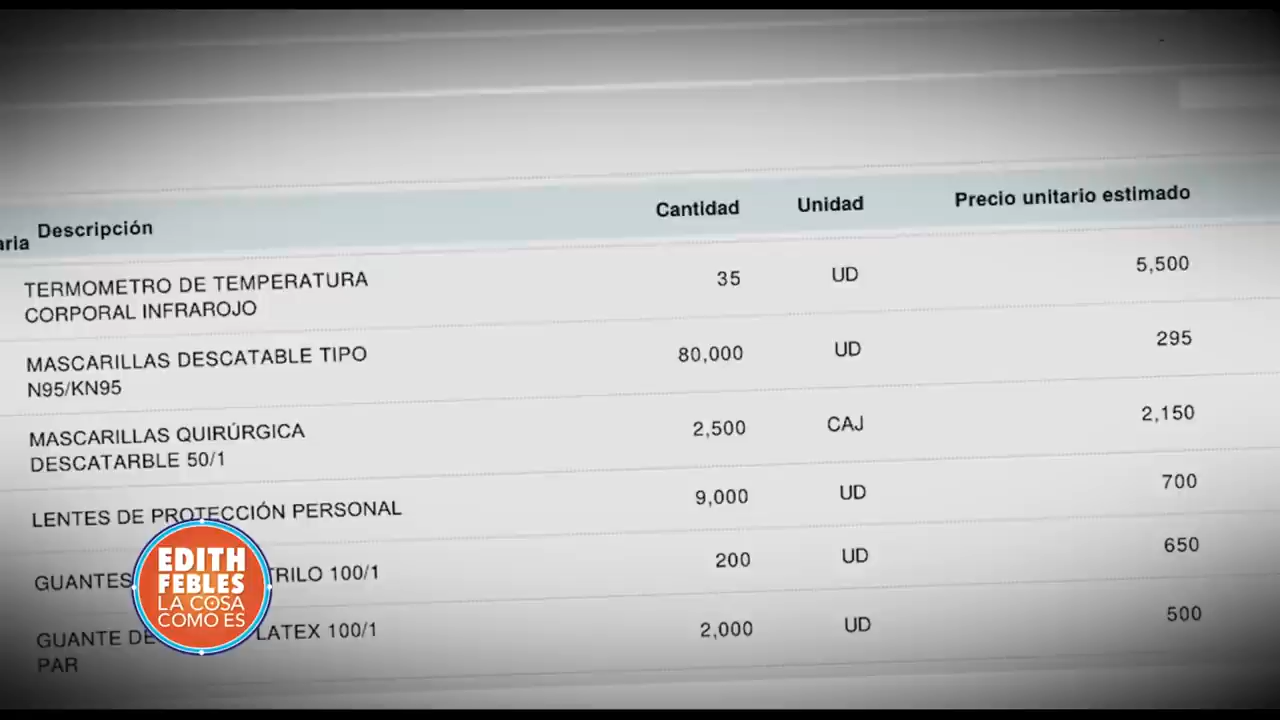 aria Descripción Cantidad Unidad Precio unitario estimado
TERMOMETRO DE TEMPERATURA
CORPORAL INFRAROJO 35 UD 5,500
MASCARILLAS DESCATABLE TIPO
N95/KN95 80,000 UD 295
MASCARILLAS QUIRÚRGICA
DESCATARBLE 50/1 2,500 CAJ 2,150
LENTES DE PROTECCIÓN PERSONAL 9,000 UD 700
GUANTES TRILO 100/1 200 UD 650
GUANTE DE LATEX 100/1
PAR 2,000 UD 500
EDITH
FEBLES
LA COSA
COMO ES